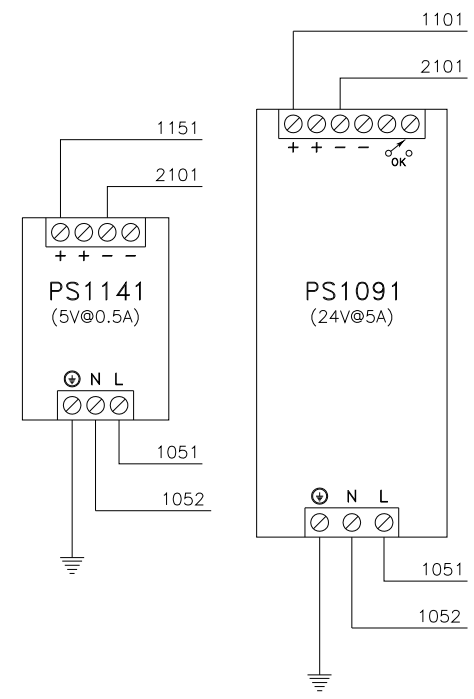 1151
2101
+ + − −
PS1141
(5V@0.5A)
N L
1051
1052
1101
2101
+ + − −
OK
PS1091
(24V@5A)
N L
1051
1052